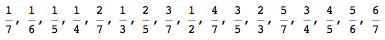 1/7, 1/6, 1/5, 1/4, 2/7, 1/3, 2/5, 3/7, 1/2, 4/7, 3/5, 2/3, 5/7, 3/4, 4/5, 5/6, 6/7